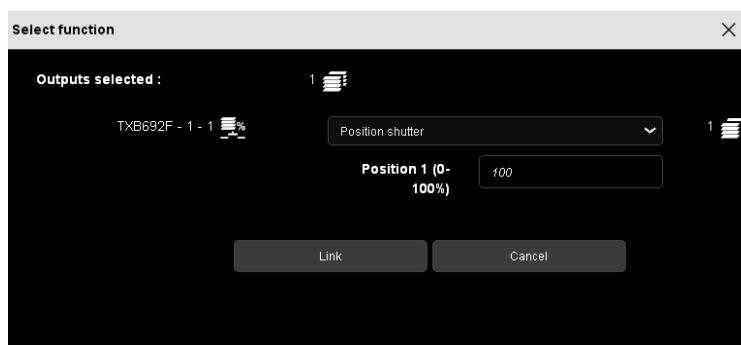 Select function
Outputs selected : 1
TXB692F - 1 - 1 % Position shutter 1
Position 1 (0-
100%)
100
Link Cancel